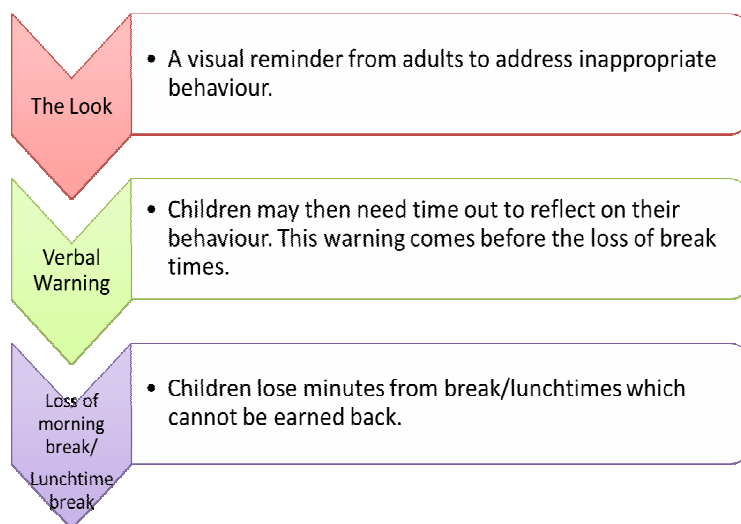 The Look
• A visual reminder from adults to address inappropriate
behaviour.
Verbal
Warning
• Children may then need time out to reflect on their
behaviour. This warning comes before the loss of break
times.
Loss of
morning
break/
Lunchtime
break
• Children lose minutes from break/lunchtimes which
cannot be earned back.